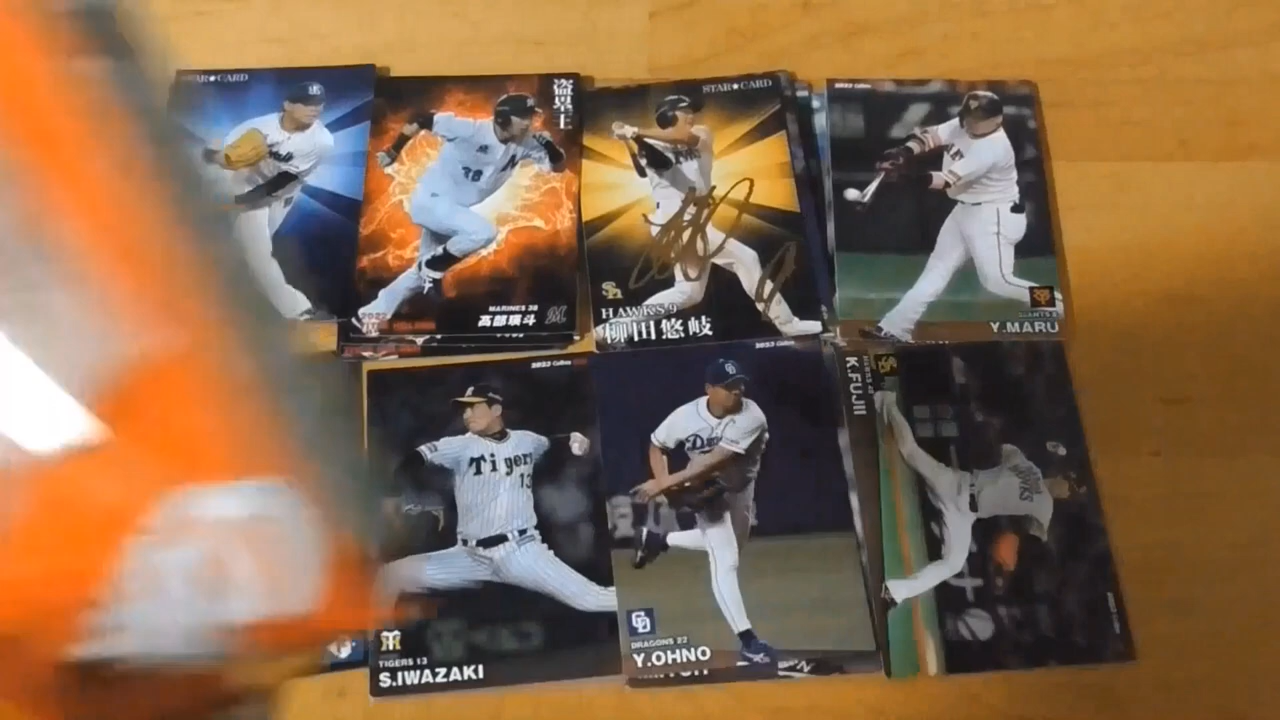 STAR★CARD
盗塁王
38
MARINES 38
髙部瑛斗
M
STAR★CARD
HAWKS 9
柳田悠岐
2022 Calbee
GIANTS 8
Y.MARU
2022 Calbee
Tigers
13
TIGERS 13
S.IWAZAKI
2022 Calbee
DRAGONS 22
Y.OHNO
K.FUJII